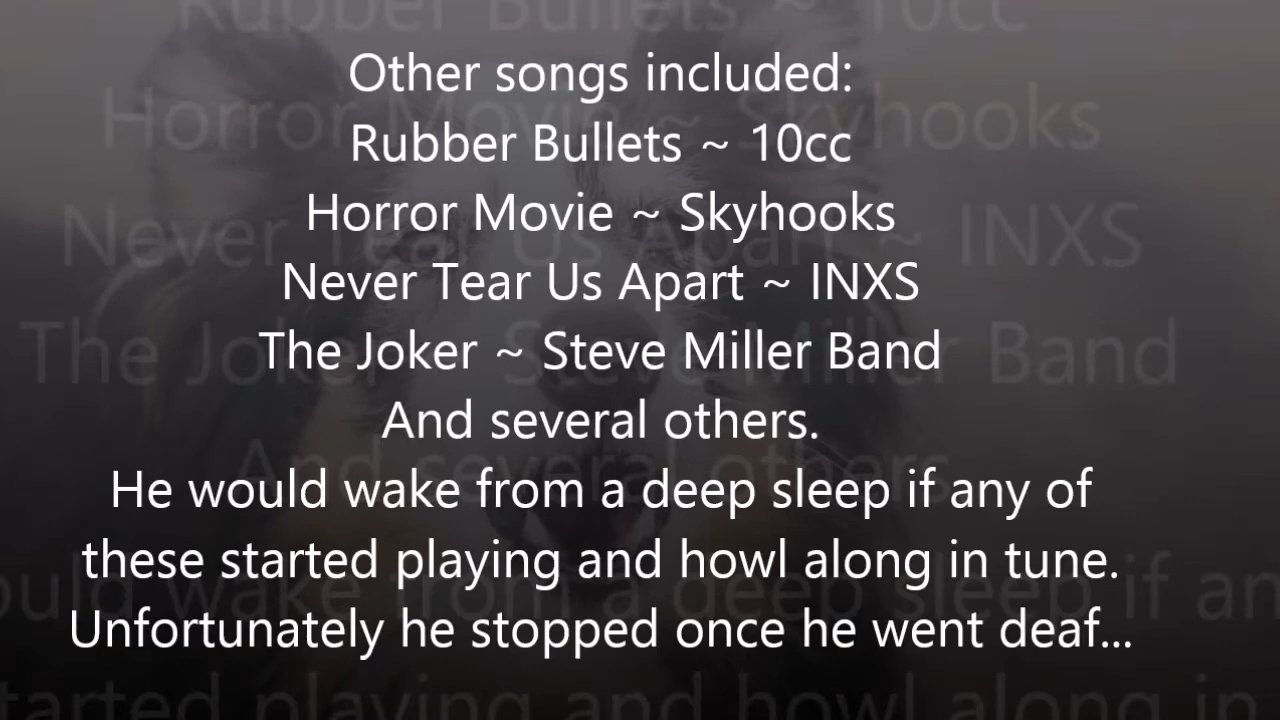 Other songs included:
Rubber Bullets ~ 10cc
Horror Movie ~ Skyhooks
Never Tear Us Apart ~ INXS
The Joker ~ Steve Miller Band
And several others.
He would wake from a deep sleep if any of
these started playing and howl along in tune.
Unfortunately he stopped once he went deaf...